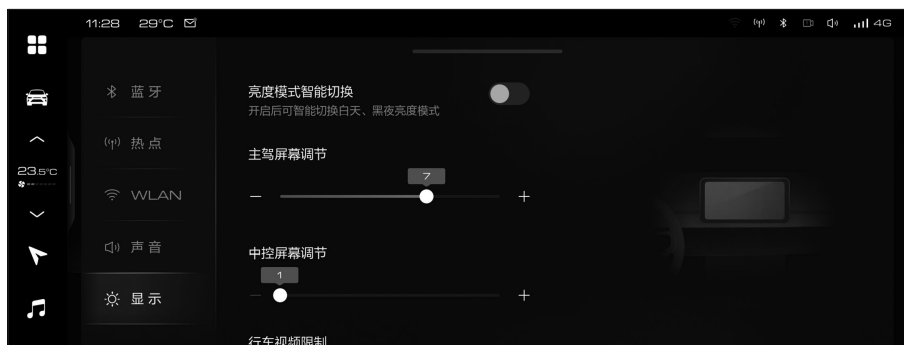 11:28 29°C
4G
23.5°C
蓝牙
热点
WLAN
声音
显示
亮度模式智能切换
开启后可智能切换白天、黑夜亮度模式
主驾屏幕调节
7
− +
中控屏幕调节
1
− +
行车视频限制